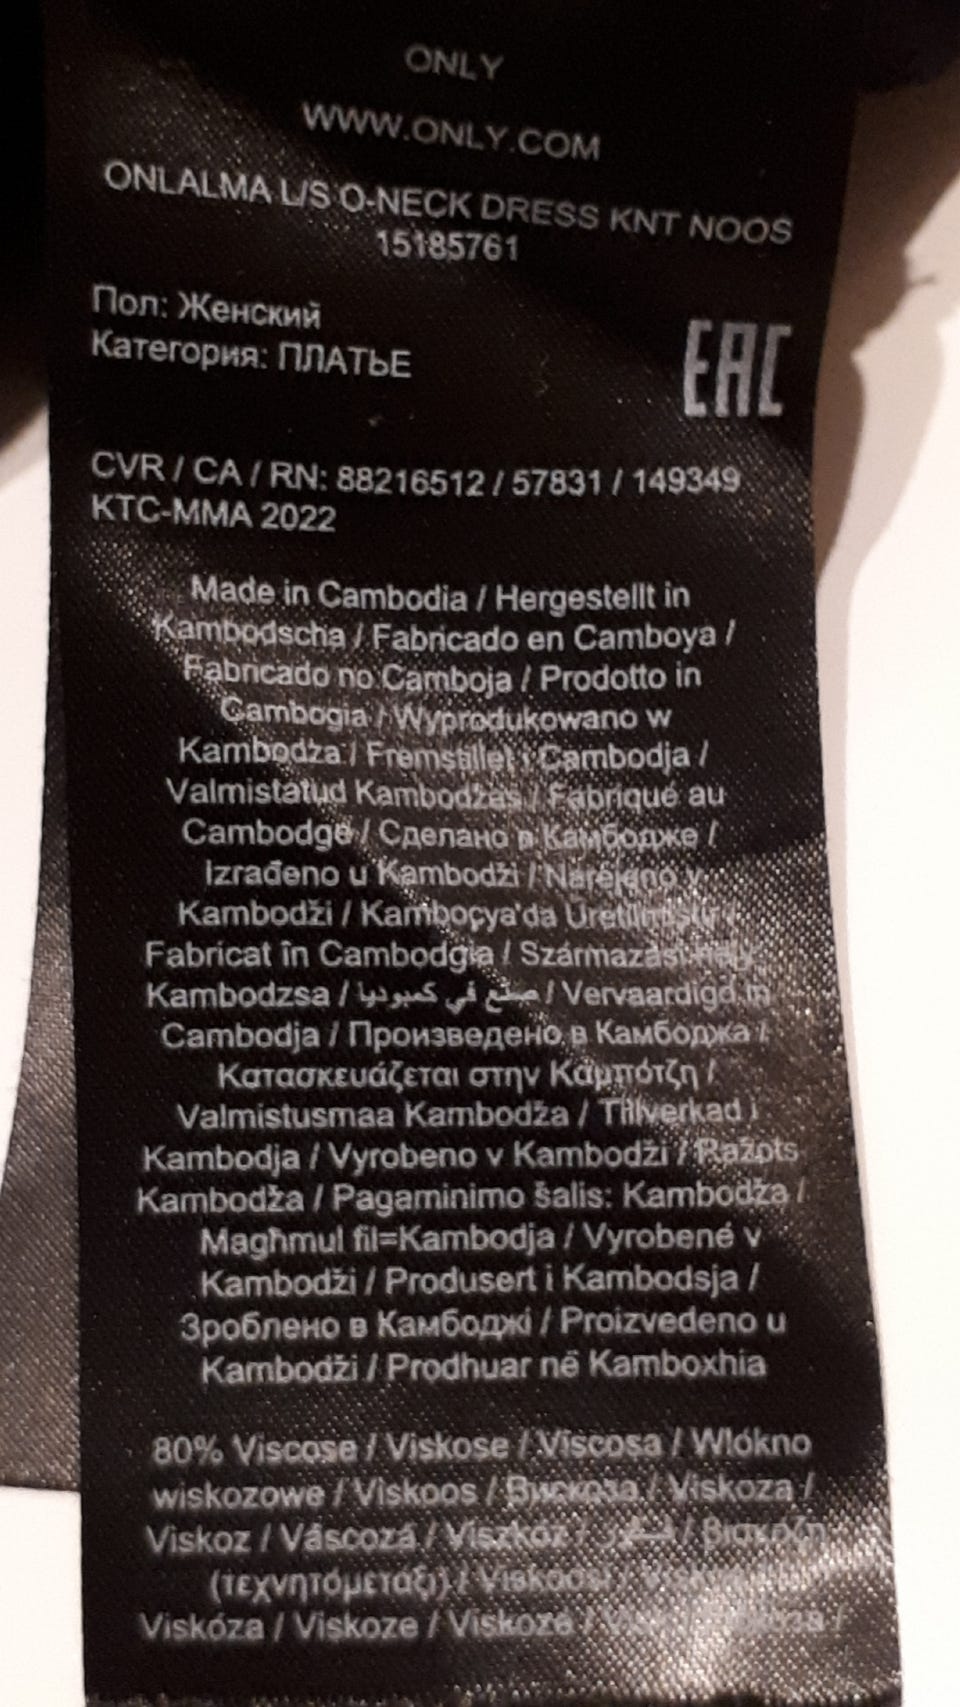 ONLY
WWW.ONLY.COM
ONLALMA L/S O-NECK DRESS KNT NOOS
15185761
Пол: Женский
Категория: ПЛАТЬЕ
EAC
CVR / CA / RN: 88216512 / 57831 / 149349
KTC-MMA 2022
Made in Cambodia / Hergestellt in
Kambodscha / Fabricado en Camboya /
Fabricado no Camboja / Prodotto in
Cambogia / Wyprodukowano w
Kambodża / Fremstillet i Cambodja /
Valmistatud Kambodžas / Fabriqué au
Cambodge / Сделано в Камбодже /
Izrađeno u Kambodži / Narejeno v
Kambodži / Kamboçya'da
Fabricat în Cambodgia / Származási hely
Kambodzsa / صنع في كمبوديا / Vervaardigd in
Cambodja / Произведено в Камбоджа /
Κατασκευάζεται στην Καμπότζη /
Valmistusmaa Kambodža / Tillverkad i
Kambodja / Vyrobeno v Kambodži / Ražots
Kambodža / Pagaminimo šalis: Kambodža /
Magħmul fil=Kambodja / Vyrobené v
Kambodži / Produsert i Kambodsja /
Зроблено в Камбоджі / Proizvedeno u
Kambodži / Prodhuar në Kamboxhia
80% Viscose / Viskose / Viscosa / Wlókno
wiskozowe / Viskoos / Вискоза / Viskoza /
Viskoz / Vâscozá / Viszkóz / / βισκόζη
(τεχνητόμεταξι) / Viskoosi /
Viskóza / Viskoze / Viskozė /